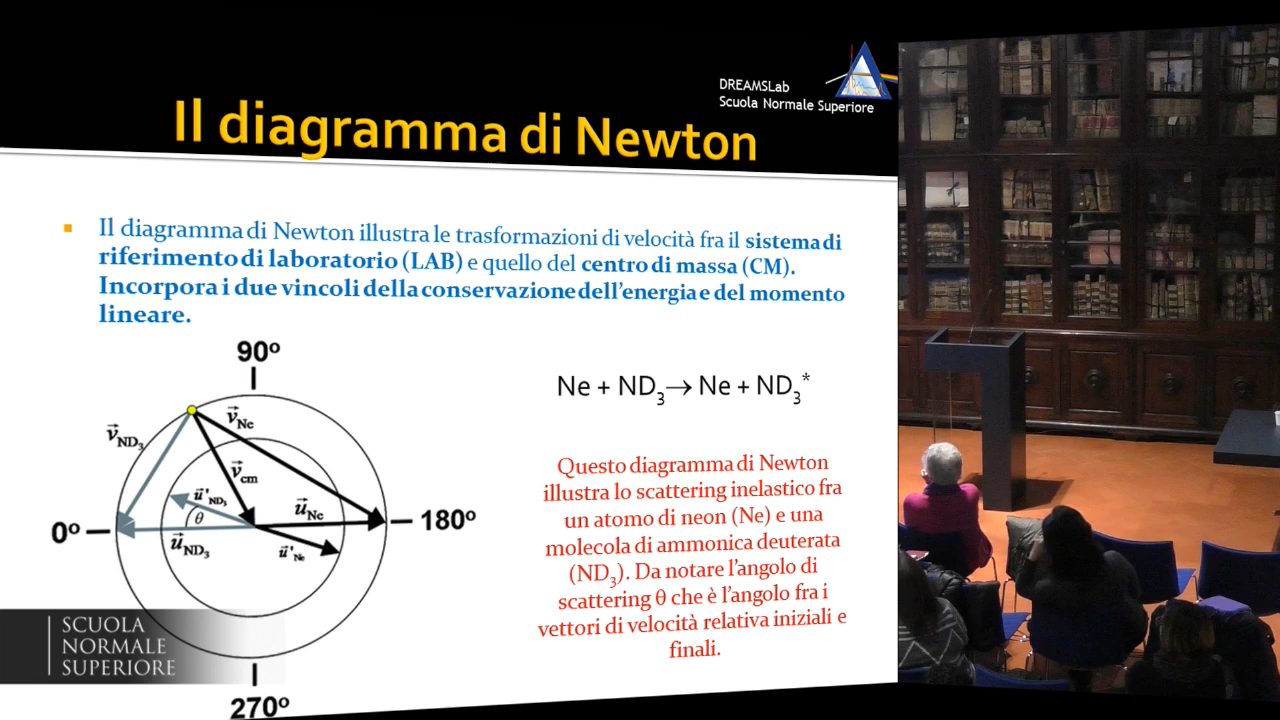 DREAMSLab
Scuola Normale Superiore
Il diagramma di Newton
Il diagramma di Newton illustra le trasformazioni di velocità fra il sistema di
riferimento di laboratorio (LAB) e quello del centro di massa (CM).
Incorpora i due vincoli della conservazione dell'energia e del momento
lineare.
90º
v⃗ND3
v⃗Ne
v⃗cm
u⃗'ND3
θ
u⃗Ne
0º
180º
u⃗ND3
u⃗'Ne
270º
Ne + ND3→ Ne + ND3*
Questo diagramma di Newton
illustra lo scattering inelastico fra
un atomo di neon (Ne) e una
molecola di ammonica deuterata
(ND3). Da notare l'angolo di
scattering θ che è l'angolo fra i
vettori di velocità relativa iniziali e
finali.
SCUOLA
NORMALE
SUPERIORE